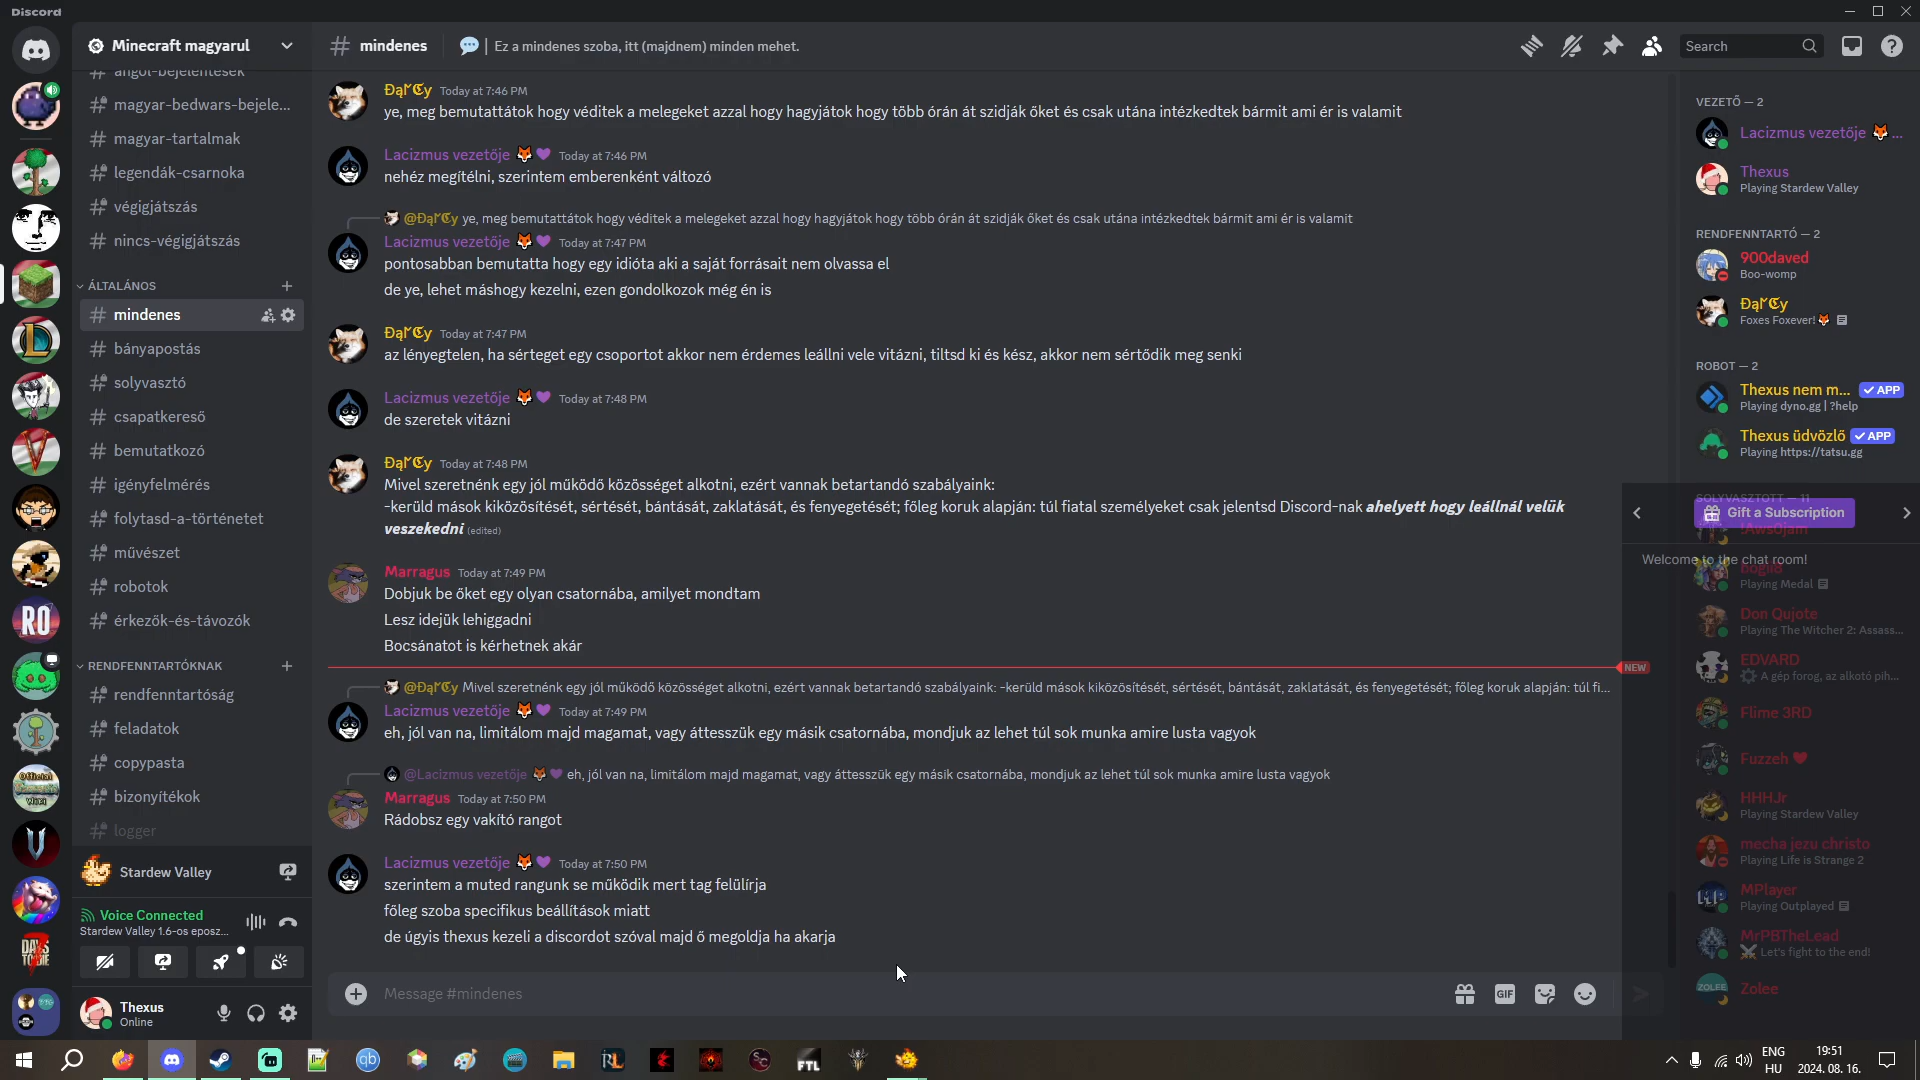 Discord
Minecraft magyarul
angol-bejelentések
magyar-bedwars-bejele...
magyar-tartalmak
legendák-csarnoka
végigjátszás
nincs-végigjátszás
ÁLTALÁNOS
mindenes
bányapostás
solyvasztó
csapatkereső
bemutatkozó
igényfelmérés
folytasd-a-történetet
művészet
robotok
érkezők-és-távozók
RENDFENNTARTÓKNAK
rendfenntartóság
feladatok
copypasta
bizonyítékok
logger
Stardew Valley
Voice Connected
Stardew Valley 1.6-os eposz...
Thexus
Online
mindenes
Ez a mindenes szoba, itt (majdnem) minden mehet.
Search
Today at 7:46 PM
ye, meg bemutattátok hogy véditek a melegeket azzal hogy hagyjátok hogy több órán át szidják őket és csak utána intézkedtek bármit ami ér is valamit
Lacizmus vezetője 🦊💜 Today at 7:46 PM
nehéz megítélni, szerintem emberenként változó
ye, meg bemutattátok hogy véditek a melegeket azzal hogy hagyjátok hogy több órán át szidják őket és csak utána intézkedtek bármit ami ér is valamit
Lacizmus vezetője 🦊💜 Today at 7:47 PM
pontosabban bemutatta hogy egy idióta aki a saját forrásait nem olvassa el
de ye, lehet máshogy kezelni, ezen gondolkozok még én is
Today at 7:47 PM
az lényegtelen, ha sérteget egy csoportot akkor nem érdemes leállni vele vitázni, tiltsd ki és kész, akkor nem sértődik meg senki
Lacizmus vezetője 🦊💜 Today at 7:48 PM
de szeretek vitázni
Today at 7:48 PM
Mivel szeretnénk egy jól működő közösséget alkotni, ezért vannak betartandó szabályaink:
-kerüld mások kiközösítését, sértését, bántását, zaklatását, és fenyegetését; főleg koruk alapján: túl fiatal személyeket csak jelentsd Discord-nak ahelyett hogy leállnál velük
veszekedni (edited)
Marragus Today at 7:49 PM
Dobjuk be őket egy olyan csatornába, amilyet mondtam
Lesz idejük lehiggadni
Bocsánatot is kérhetnek akár
NEW
Mivel szeretnénk egy jól működő közösséget alkotni, ezért vannak betartandó szabályaink: -kerüld mások kiközösítését, sértését, bántását, zaklatását, és fenyegetését; főleg koruk alapján: túl fi...
Lacizmus vezetője 🦊💜 Today at 7:49 PM
eh, jól van na, limitálom majd magamat, vagy áttesszük egy másik csatornába, mondjuk az lehet túl sok munka amire lusta vagyok
@Lacizmus vezetője 🦊💜 eh, jól van na, limitálom majd magamat, vagy áttesszük egy másik csatornába, mondjuk az lehet túl sok munka amire lusta vagyok
Marragus Today at 7:50 PM
Rádobsz egy vakító rangot
Lacizmus vezetője 🦊💜 Today at 7:50 PM
szerintem a muted rangunk se működik mert tag felülírja
főleg szoba specifikus beállítások miatt
de úgyis thexus kezeli a discordot szóval majd ő megoldja ha akarja
Message #mindenes
GIF
VEZETŐ — 2
Lacizmus vezetője 🦊 ...
Thexus
Playing Stardew Valley
RENDFENNTARTÓ — 2
900daved
Boo-womp
Foxes Foxever! 🦊
ROBOT — 2
Thexus nem m... APP
Playing dyno.gg | ?help
Thexus üdvözlő APP
Playing https://tatsu.gg
SOLYVASZTOTT — 11
Gift a Subscription
Welcome to the chat room!
Playing Medal
Don Qujote
Playing The Witcher 2: Assass...
EDVARD
A gép forog, az alkotó pih...
Flime 3RD
Fuzzeh
HHHJr
Playing Stardew Valley
mecha jezu christo
Playing Life is Strange 2
MPlayer
Playing Outplayed
MrPBTheLead
Let's fight to the end!
Zolee
RO
FTL
ENG
HU
19:51
2024. 08. 16.